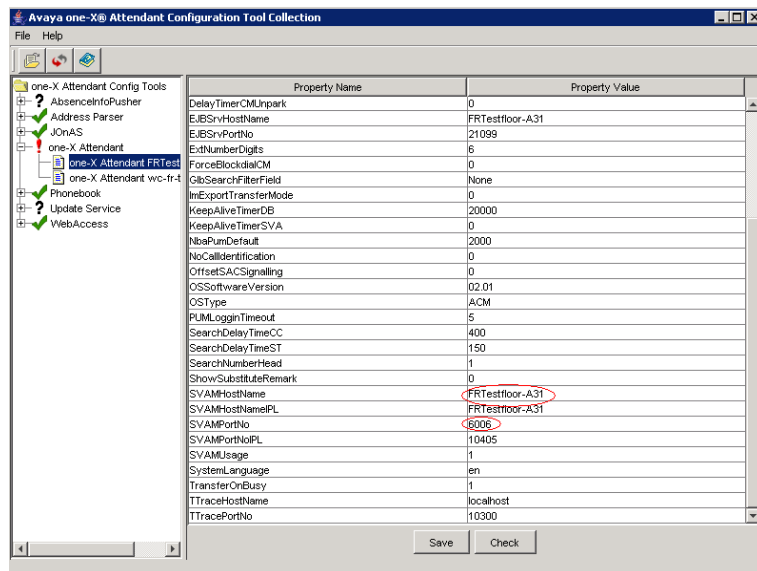 Avaya one-X® Attendant Configuration Tool Collection
File Help
one-X Attendant Config Tools
? AbsenceInfoPusher
Address Parser
JOnAS
! one-X Attendant
one-X Attendant FRTest
one-X Attendant wc-fr-t
Phonebook
? Update Service
WebAccess
Property Name Property Value
DelayTimerCMUnpark 0
EJBSrvHostName FRTestfloor-A31
EJBSrvPortNo 21099
ExtNumberDigits 6
ForceBlockdialCM 0
GlbSearchFilterField None
ImExportTransferMode 0
KeepAliveTimerDB 20000
KeepAliveTimerSVA 0
NbaPumDefault 2000
NoCallIdentification 0
OffsetSACSignalling 0
OSSoftwareVersion 02.01
OSType ACM
PUMLogginTimeout 5
SearchDelayTimeCC 400
SearchDelayTimeST 150
SearchNumberHead 1
ShowSubstituteRemark 0
SVAMHostName FRTestfloor-A31
SVAMHostNameIPL FRTestfloor-A31
SVAMPortNo 6006
SVAMPortNoIPL 10405
SVAMUsage 1
SystemLanguage en
TransferOnBusy 1
TTraceHostName localhost
TTracePortNo 10300
Save Check